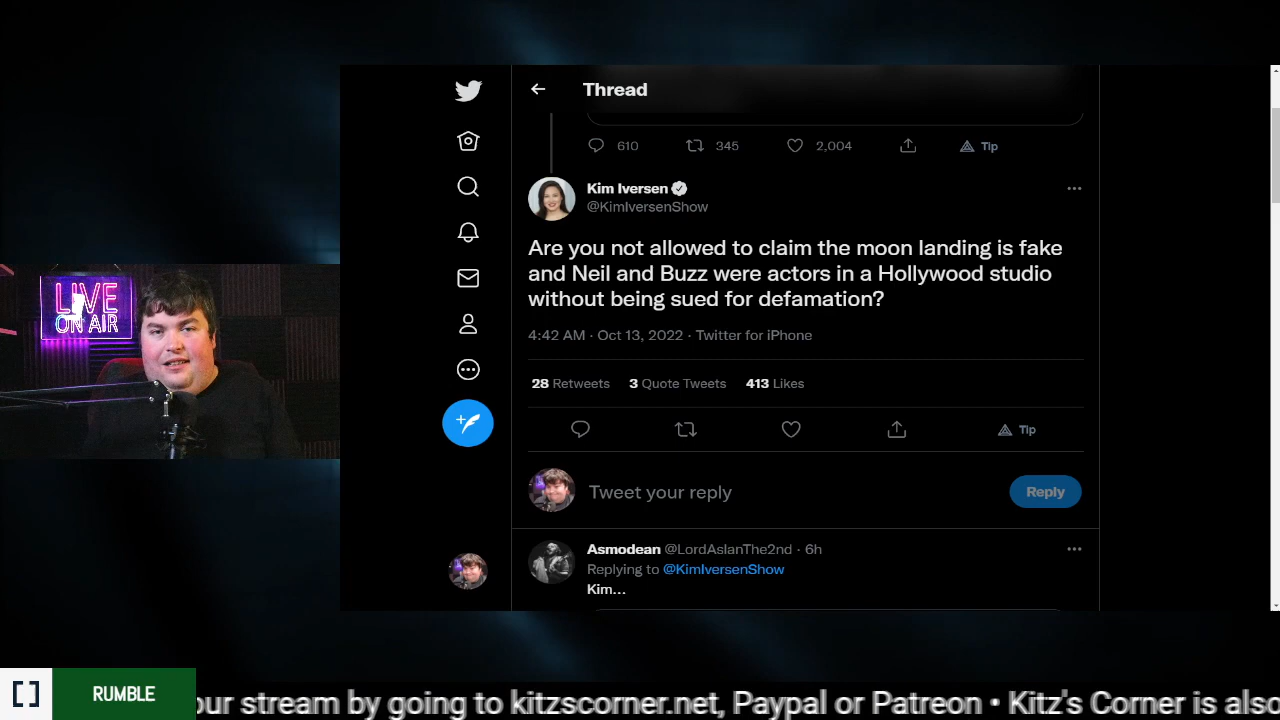 Thread
610 345 2,004 Tip
Kim Iversen
@KimIversenShow
Are you not allowed to claim the moon landing is fake
and Neil and Buzz were actors in a Hollywood studio
without being sued for defamation?
4:42 AM · Oct 13, 2022 · Twitter for iPhone
28 Retweets 3 Quote Tweets 413 Likes
Tip
LIVE
ON AIR
Tweet your reply
Reply
Asmodean @LordAslanThe2nd · 6h
Replying to @KimIversenShow
Kim...
RUMBLE
our stream by going to kitzscorner.net, Paypal or Patreon • Kitz's Corner is also